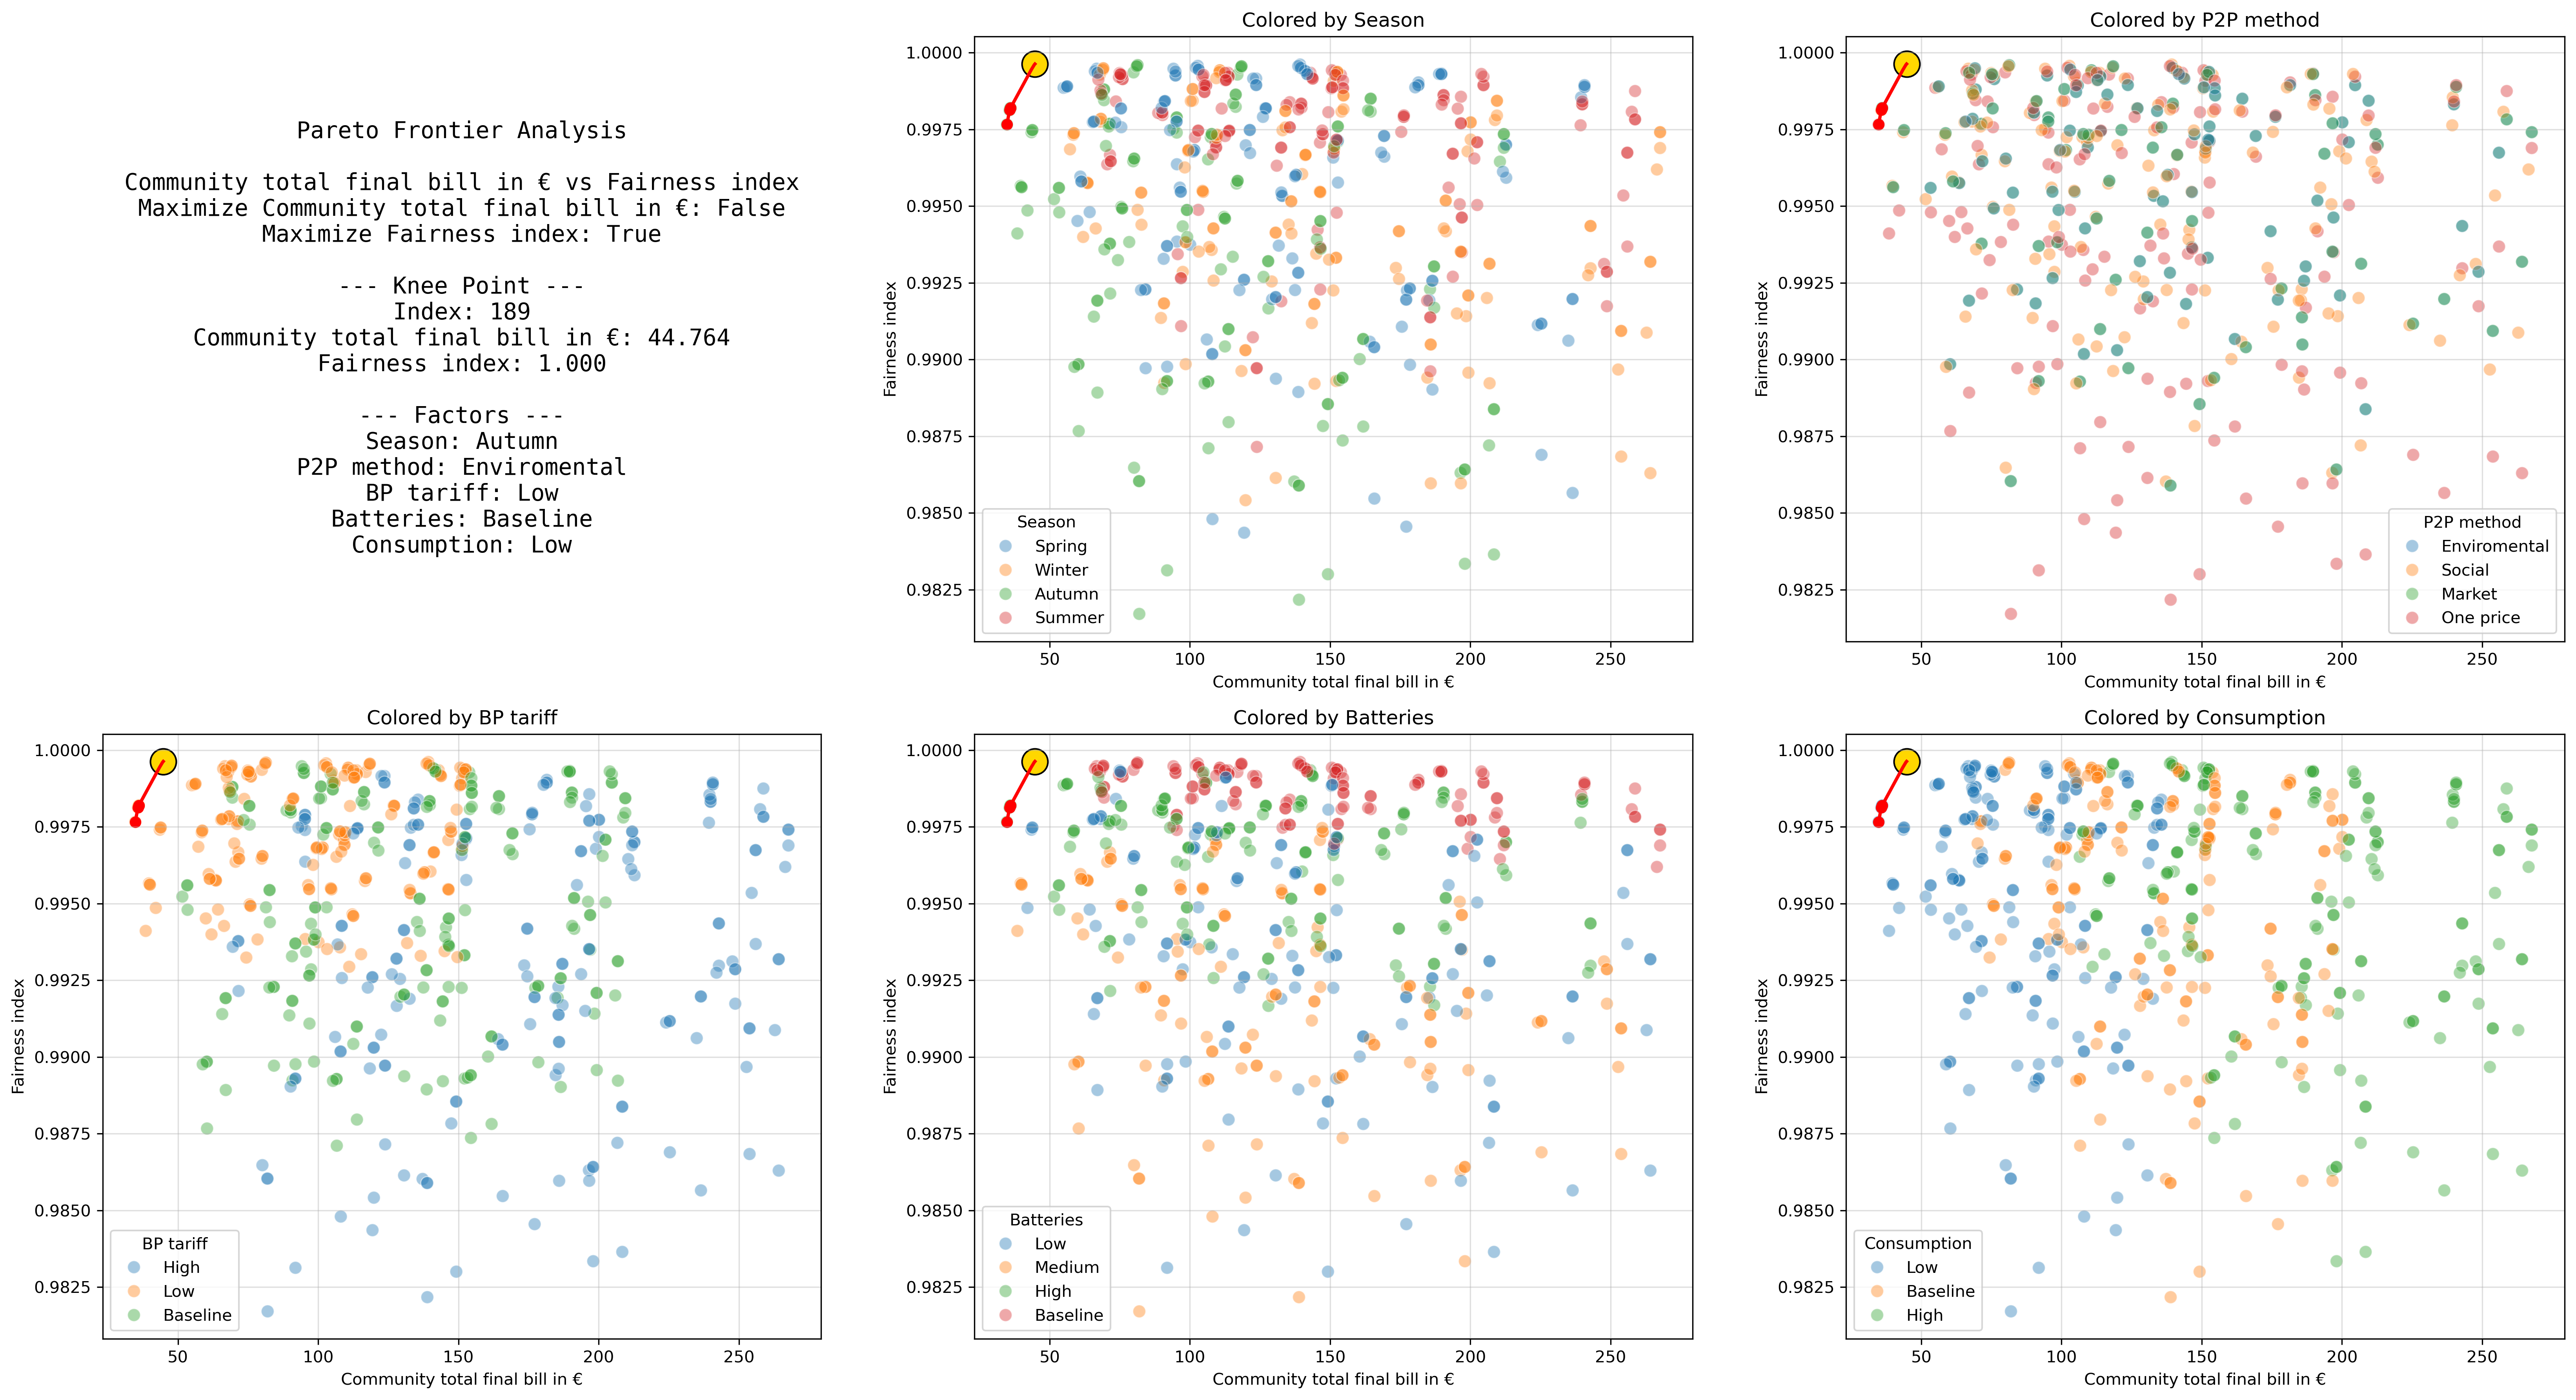 Pareto Frontier Analysis
Community total final bill in € vs Fairness index
Maximize Community total final bill in €: False
Maximize Fairness index: True
--- Knee Point ---
Index: 189
Community total final bill in €: 44.764
Fairness index: 1.000
--- Factors ---
Season: Autumn
P2P method: Enviromental
BP tariff: Low
Batteries: Baseline
Consumption: Low
Colored by Season
Fairness index
1.0000
0.9975
0.9950
0.9925
0.9900
0.9875
0.9850
0.9825
Season
Spring
Winter
Autumn
Summer
50 100 150 200 250
Community total final bill in €
Colored by P2P method
Fairness index
1.0000
0.9975
0.9950
0.9925
0.9900
0.9875
0.9850
0.9825
P2P method
Enviromental
Social
Market
One price
50 100 150 200 250
Community total final bill in €
Colored by BP tariff
Fairness index
1.0000
0.9975
0.9950
0.9925
0.9900
0.9875
0.9850
0.9825
BP tariff
High
Low
Baseline
50 100 150 200 250
Community total final bill in €
Colored by Batteries
Fairness index
1.0000
0.9975
0.9950
0.9925
0.9900
0.9875
0.9850
0.9825
Batteries
Low
Medium
High
Baseline
50 100 150 200 250
Community total final bill in €
Colored by Consumption
Fairness index
1.0000
0.9975
0.9950
0.9925
0.9900
0.9875
0.9850
0.9825
Consumption
Low
Baseline
High
50 100 150 200 250
Community total final bill in €